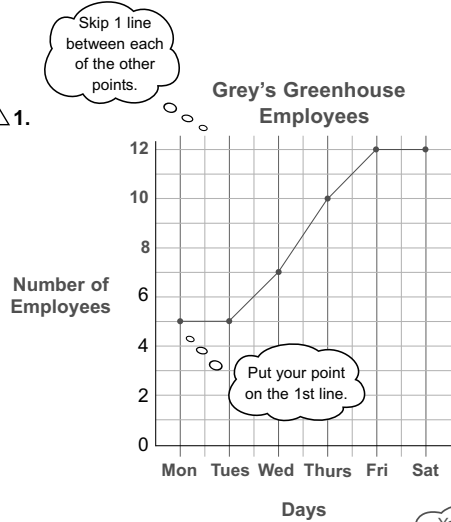 Skip 1 line
between each
of the other
points.
1.
Grey's Greenhouse
Employees
12
10
8
Number of
Employees
6
4
2
0
Put your point
on the 1st line.
Mon Tues Wed Thurs Fri Sat
Days